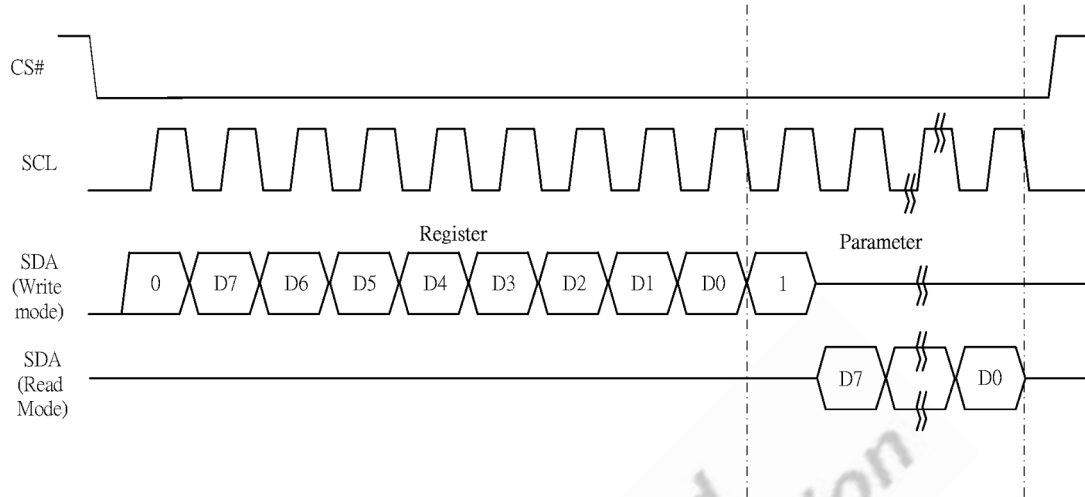 CS#
SCL
Register
Parameter
SDA
(Write
mode)
0 D7 D6 D5 D4 D3 D2 D1 D0 1
SDA
(Read
Mode)
D7 D0